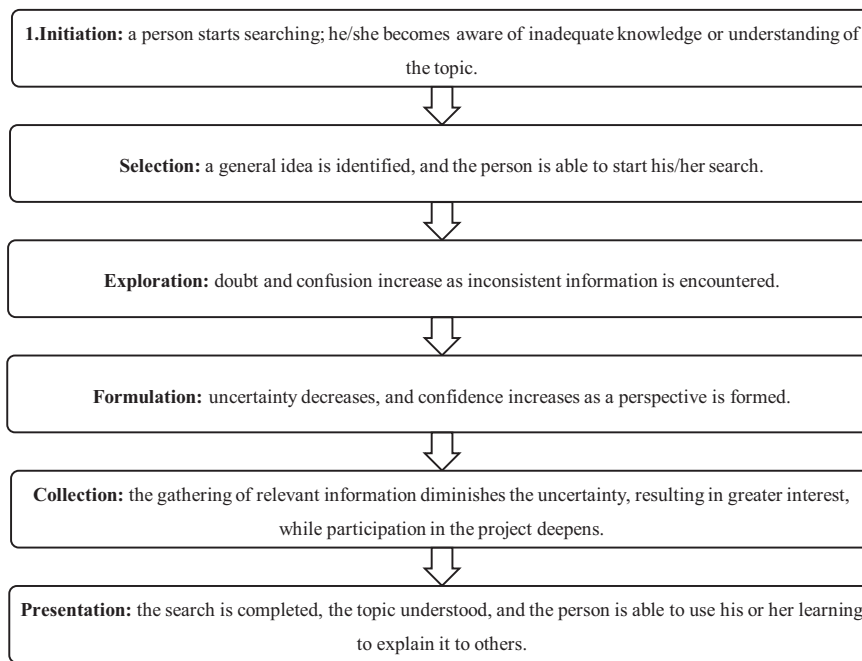 1.Initiation: a person starts searching; he/she becomes aware of inadequate knowledge or understanding of
the topic.
Selection: a general idea is identified, and the person is able to start his/her search.
Exploration: doubt and confusion increase as inconsistent information is encountered.
Formulation: uncertainty decreases, and confidence increases as a perspective is formed.
Collection: the gathering of relevant information diminishes the uncertainty, resulting in greater interest,
while participation in the project deepens.
Presentation: the search is completed, the topic understood, and the person is able to use his or her learning
to explain it to others.